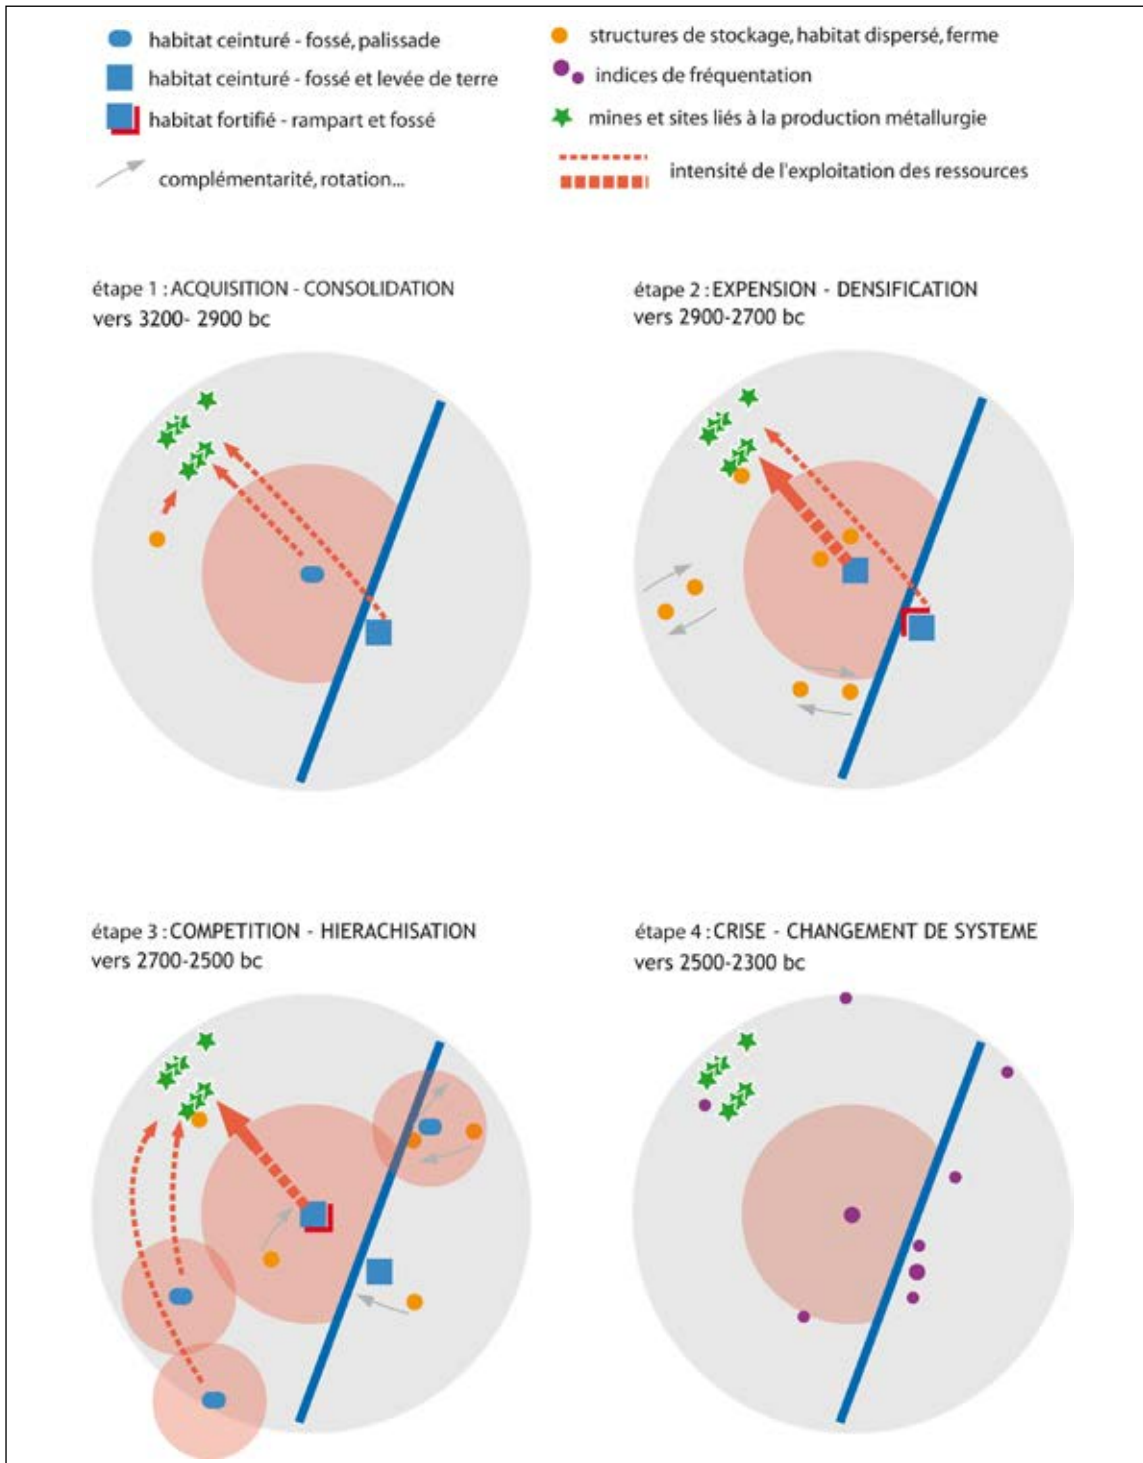 habitat ceinturé - fossé, palissade
habitat ceinturé - fossé et levée de terre
habitat fortifié - rampart et fossé
complémentarité, rotation...
structures de stockage, habitat dispersé, ferme
indices de fréquentation
mines et sites liés à la production métallurgie
intensité de l'exploitation des ressources
étape 1 : ACQUISITION - CONSOLIDATION
vers 3200- 2900 bc
étape 2 : EXPENSION - DENSIFICATION
vers 2900-2700 bc
étape 3 : COMPETITION - HIERACHISATION
vers 2700-2500 bc
étape 4 : CRISE - CHANGEMENT DE SYSTEME
vers 2500-2300 bc